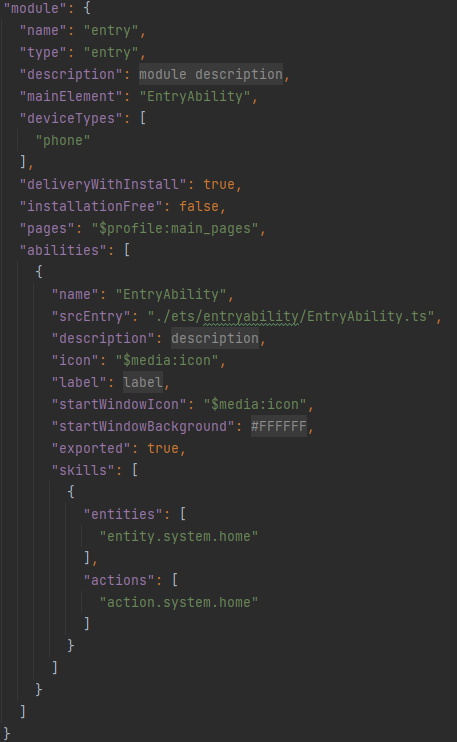 "module": {
"name": "entry",
"type": "entry",
"description": module description,
"mainElement": "EntryAbility",
"deviceTypes": [
"phone"
],
"deliveryWithInstall": true,
"installationFree": false,
"pages": "$profile:main_pages",
"abilities": [
{
"name": "EntryAbility",
"srcEntry": "./ets/entryability/EntryAbility.ts",
"description": description,
"icon": "$media:icon",
"label": label,
"startWindowIcon": "$media:icon",
"startWindowBackground": #FFFFFF,
"exported": true,
"skills": [
{
"entities": [
"entity.system.home"
],
"actions": [
"action.system.home"
]
}
]
}
]
}